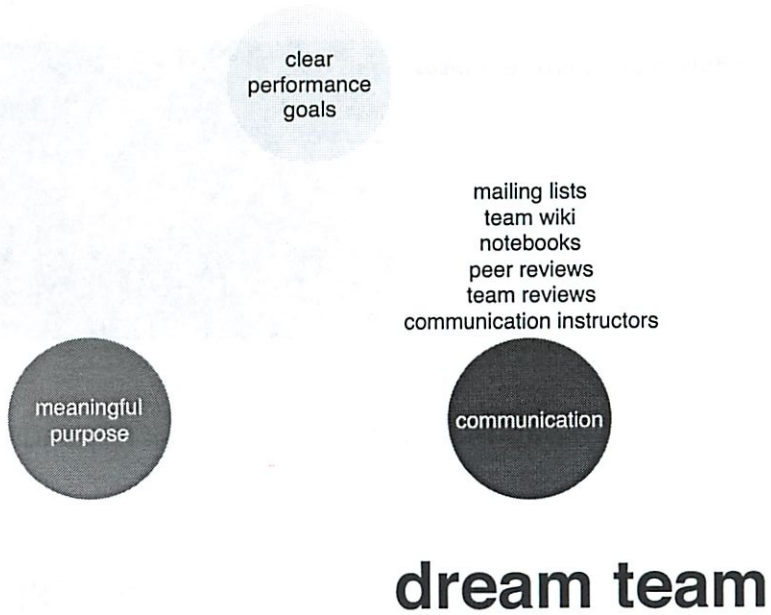 clear
performance
goals
mailing lists
team wiki
notebooks
peer reviews
team reviews
communication instructors
meaningful
purpose
communication
dream team